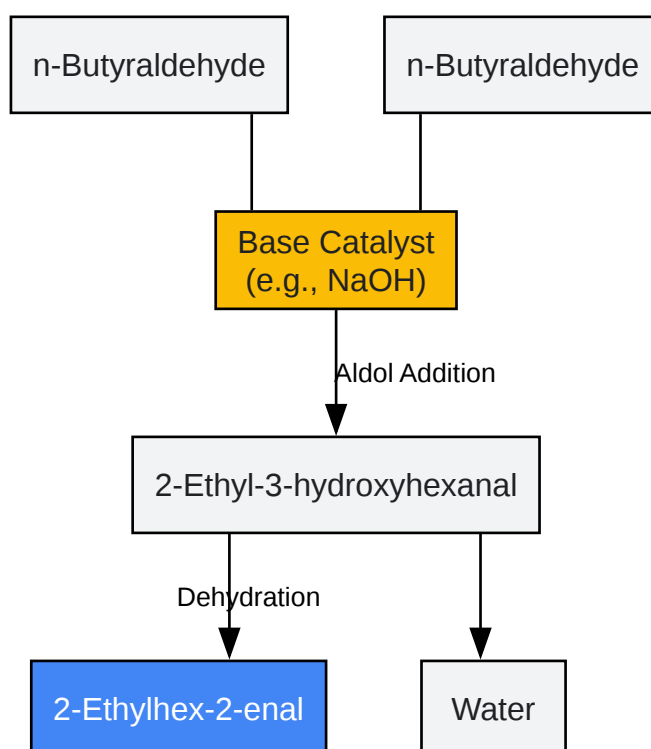 n-Butyraldehyde
n-Butyraldehyde
Base Catalyst
(e.g., NaOH)
Aldol Addition
2-Ethyl-3-hydroxyhexanal
Dehydration
2-Ethylhex-2-enal
Water